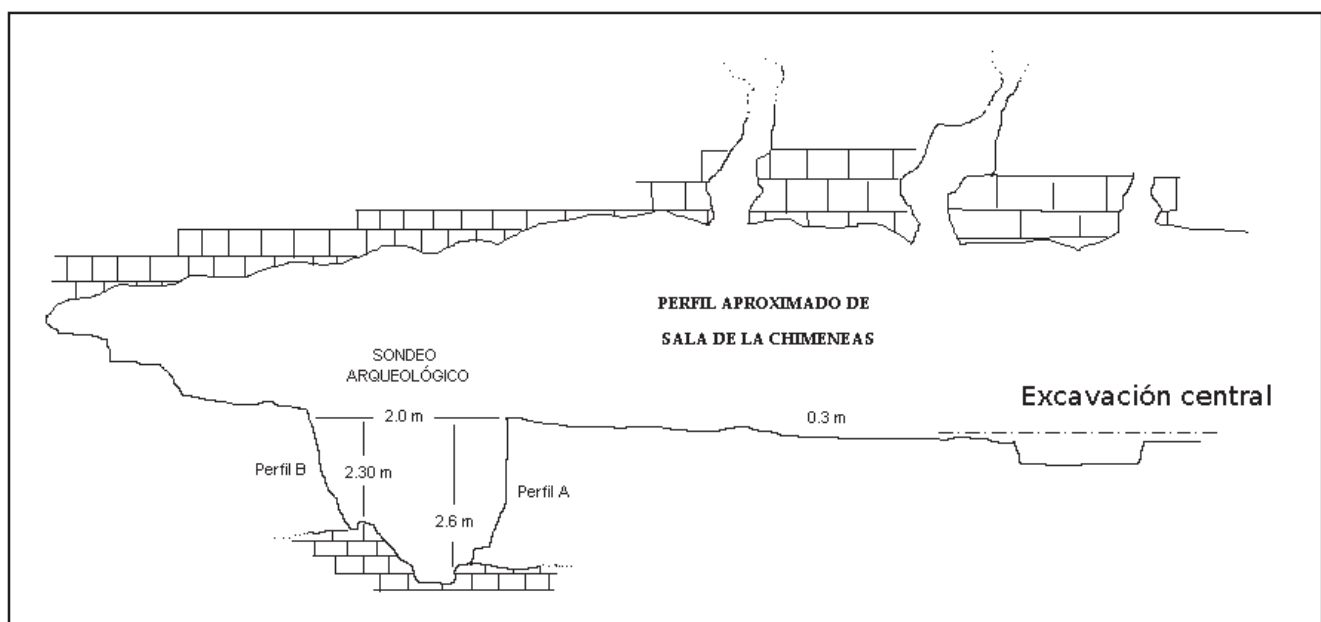 PERFIL APROXIMADO DE
SALA DE LA CHIMENEAS
SONDEO
ARQUEOLÓGICO
Excavación central
2.0 m
0.3 m
Perfil B
2.30 m
Perfil A
2.6 m